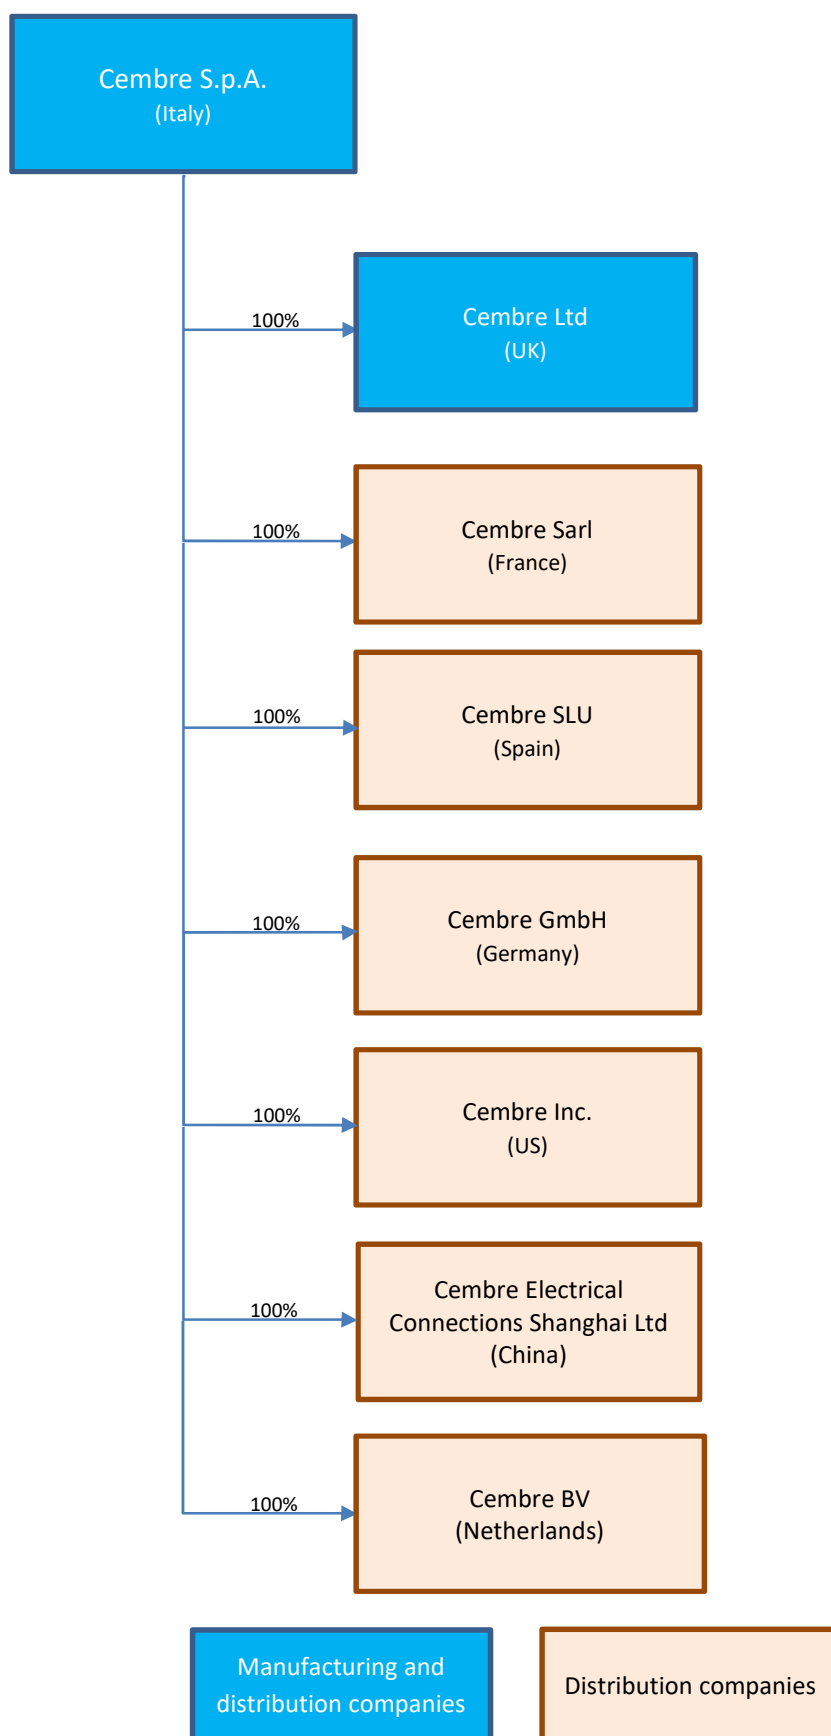 Cembre S.p.A.
(Italy)
100%
Cembre Ltd
(UK)
100%
Cembre Sarl
(France)
100%
Cembre SLU
(Spain)
100%
Cembre GmbH
(Germany)
100%
Cembre Inc.
(US)
100%
Cembre Electrical
Connections Shanghai Ltd
(China)
100%
Cembre BV
(Netherlands)
Manufacturing and
distribution companies
Distribution companies